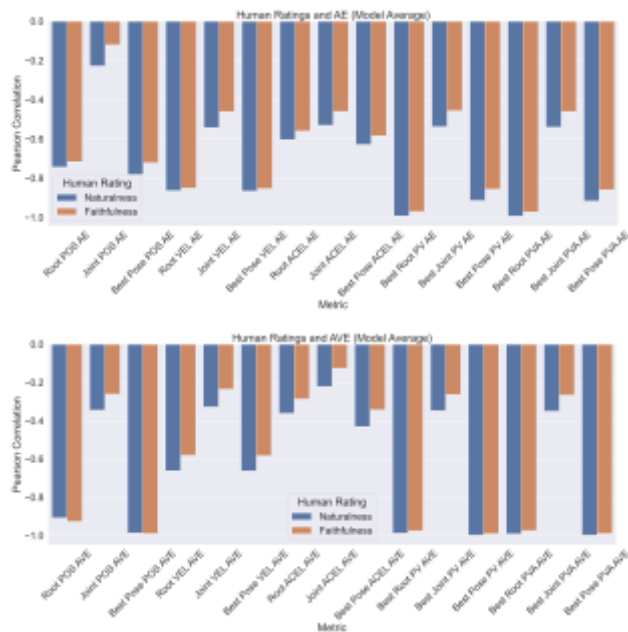 Human Ratings and AE (Model Average)
0.0
−0.2
−0.4
−0.6
−0.8
−1.0
Pearson Correlation
Human Rating
Naturalness
Faithfulness
Root POS AE
Joint POS AE
Best Pose POS AE
Root VEL AE
Joint VEL AE
Best Pose VEL AE
Root ACEL AE
Joint ACEL AE
Best Pose ACEL AE
Best Root PV AE
Best Joint PV AE
Best Pose PV AE
Best Root PVA AE
Best Joint PVA AE
Best Pose PVA AE
Metric
Human Ratings and AVE (Model Average)
0.0
−0.2
−0.4
−0.6
−0.8
−1.0
Pearson Correlation
Human Rating
Naturalness
Faithfulness
Root POS AVE
Joint POS AVE
Best Pose POS AVE
Root VEL AVE
Joint VEL AVE
Best Pose VEL AVE
Root ACEL AVE
Joint ACEL AVE
Best Pose ACEL AVE
Best Root PV AVE
Best Joint PV AVE
Best Pose PV AVE
Best Root PVA AVE
Best Joint PVA AVE
Best Pose PVA AVE
Metric